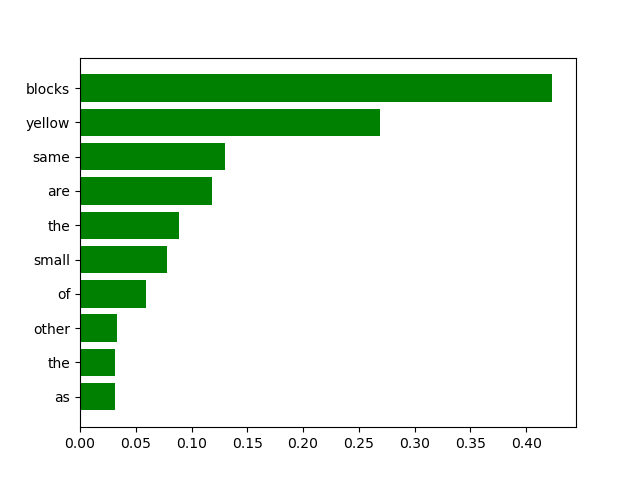 blocks
yellow
same
are
the
small
of
other
the
as
0.00 0.05 0.10 0.15 0.20 0.25 0.30 0.35 0.40